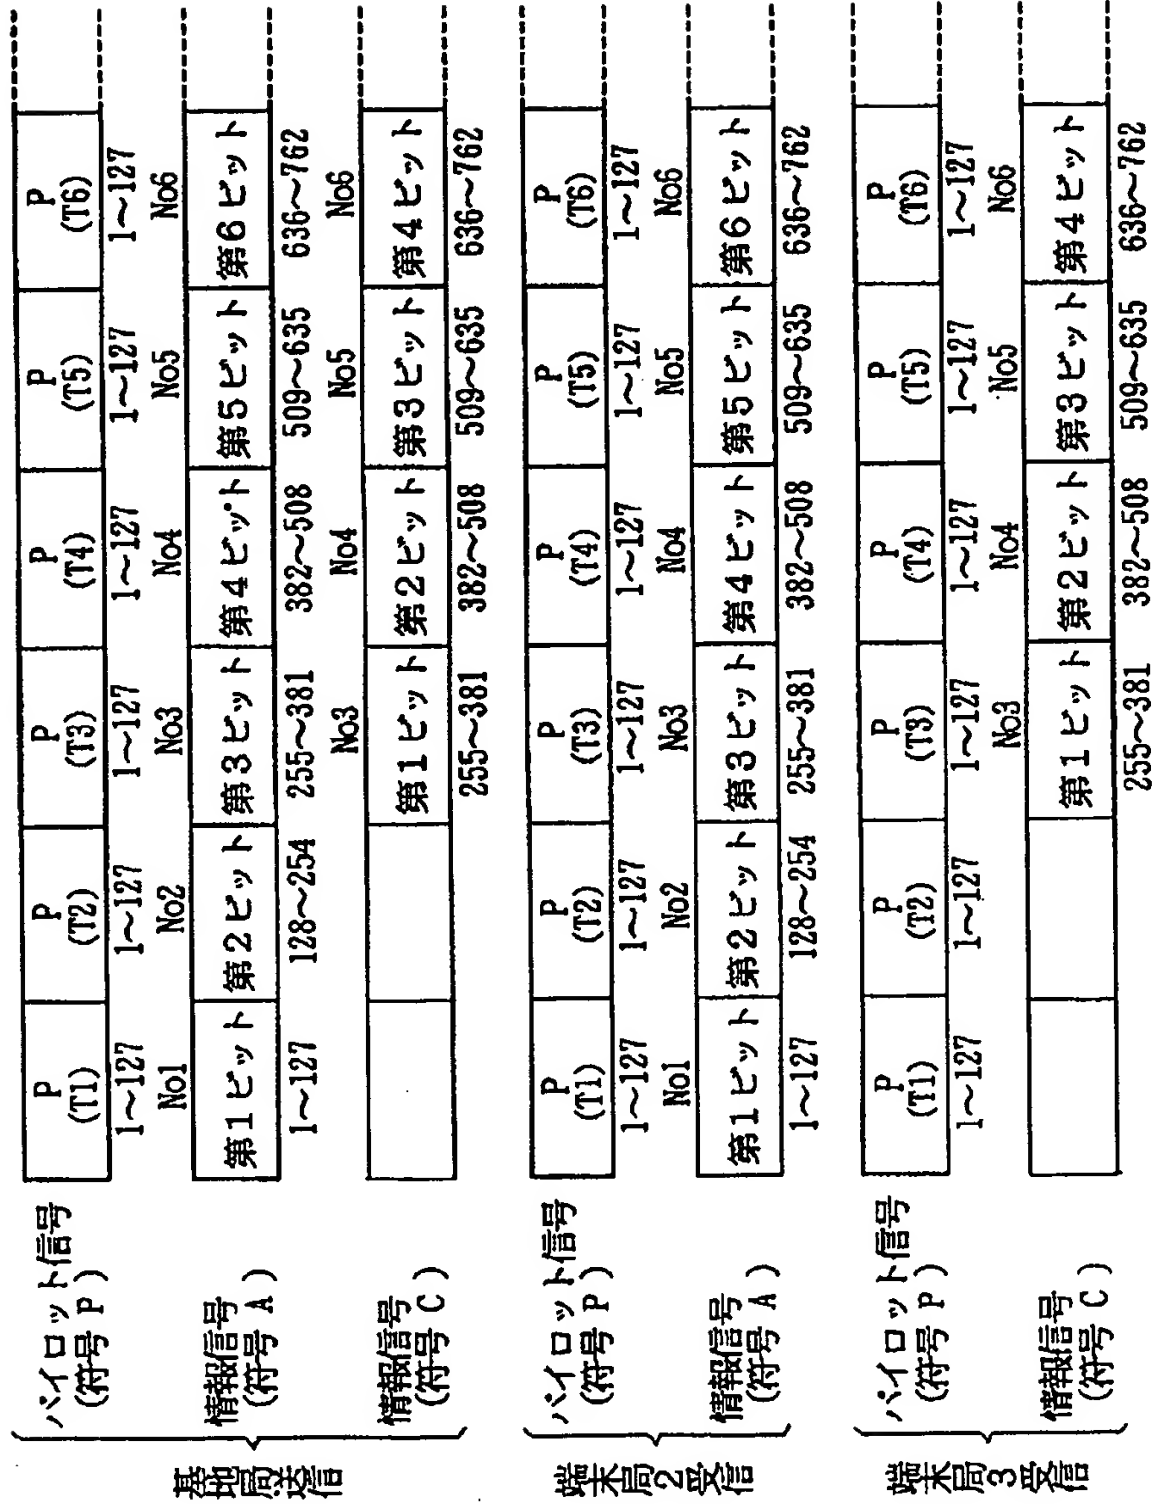 基地局送信
パイロット信号
(符号 P )
P P P P P P
(T1) (T2) (T3) (T4) (T5) (T6)
1～127 1～127 1～127 1～127 1～127 1～127
No1 No2 No3 No4 No5 No6
情報信号
(符号 A )
第1ビット 第2ビット 第3ビット 第4ビット 第5ビット 第6ビット
1～127 128～254 255～381 382～508 509～635 636～762
No3 No4 No5 No6
情報信号
(符号 C )
第1ビット 第2ビット 第3ビット 第4ビット
255～381 382～508 509～635 636～762
端末局2受信
パイロット信号
(符号 P )
P P P P P P
(T1) (T2) (T3) (T4) (T5) (T6)
1～127 1～127 1～127 1～127 1～127 1～127
No1 No2 No3 No4 No5 No6
情報信号
(符号 A )
第1ビット 第2ビット 第3ビット 第4ビット 第5ビット 第6ビット
1～127 128～254 255～381 382～508 509～635 636～762
端末局3受信
パイロット信号
(符号 P )
P P P P P P
(T1) (T2) (T3) (T4) (T5) (T6)
1～127 1～127 1～127 1～127 1～127 1～127
No3 No4 No5 No6
情報信号
(符号 C )
第1ビット 第2ビット 第3ビット 第4ビット
255～381 382～508 509～635 636～762